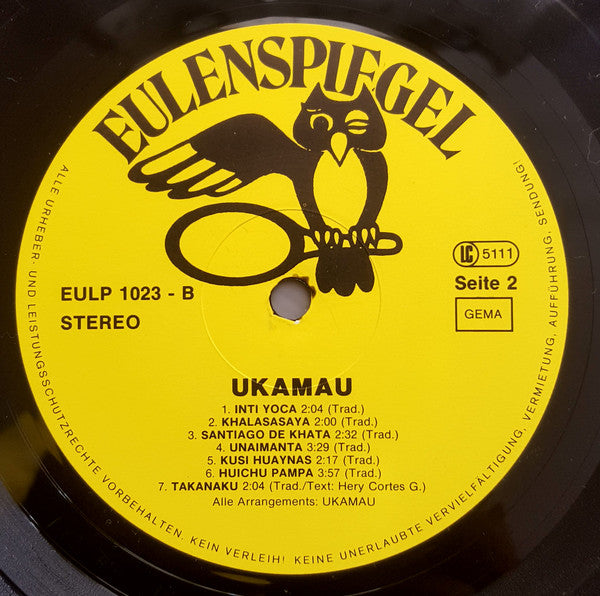 EULENSPIEGEL
LC 5111
EULP 1023 - B
Seite 2
STEREO
GEMA
UKAMAU
1. INTI YOCA 2:04 (Trad.)
2. KHALASASAYA 2:00 (Trad.)
3. SANTIAGO DE KHATA 2:32 (Trad.)
4. UNAIMANTA 3:29 (Trad.)
5. KUSI HUAYNAS 2:17 (Trad.)
6. HUICHU PAMPA 3:57 (Trad.)
7. TAKANAKU 2:04 (Trad./Text: Hery Cortes G.)
Alle Arrangements: UKAMAU
ALLE URHEBER- UND LEISTUNGSSCHUTZRECHTE VORBEHALTEN. KEIN VERLEIH! KEINE UNERLAUBTE VERVIELFÄLTIGUNG, VERMIETUNG, AUFFÜHRUNG, SENDUNG!